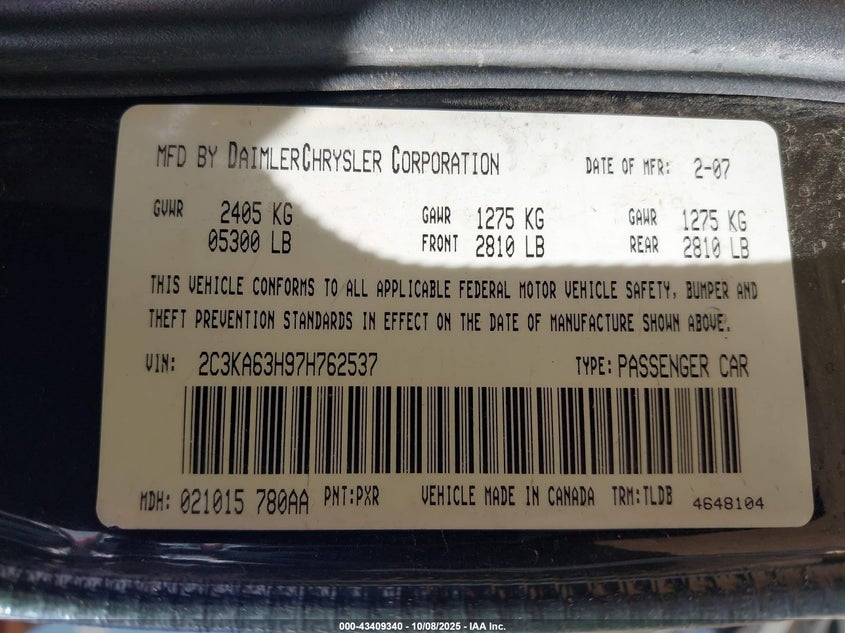 MFD BY DAIMLERCHRYSLER CORPORATION DATE OF MFR: 2-07
GVWR 2405 KG GAWR 1275 KG GAWR 1275 KG
05300 LB FRONT 2810 LB REAR 2810 LB
THIS VEHICLE CONFORMS TO ALL APPLICABLE FEDERAL MOTOR VEHICLE SAFETY, BUMPER AND
THEFT PREVENTION STANDARDS IN EFFECT ON THE DATE OF MANUFACTURE SHOWN ABOVE.
VIN: 2C3KA63H97H762537 TYPE: PASSENGER CAR
MDH: 021015 780AA PNT:PXR VEHICLE MADE IN CANADA TRM:TLDB 4648104
000-43409340 - 10/08/2025 - IAA Inc.